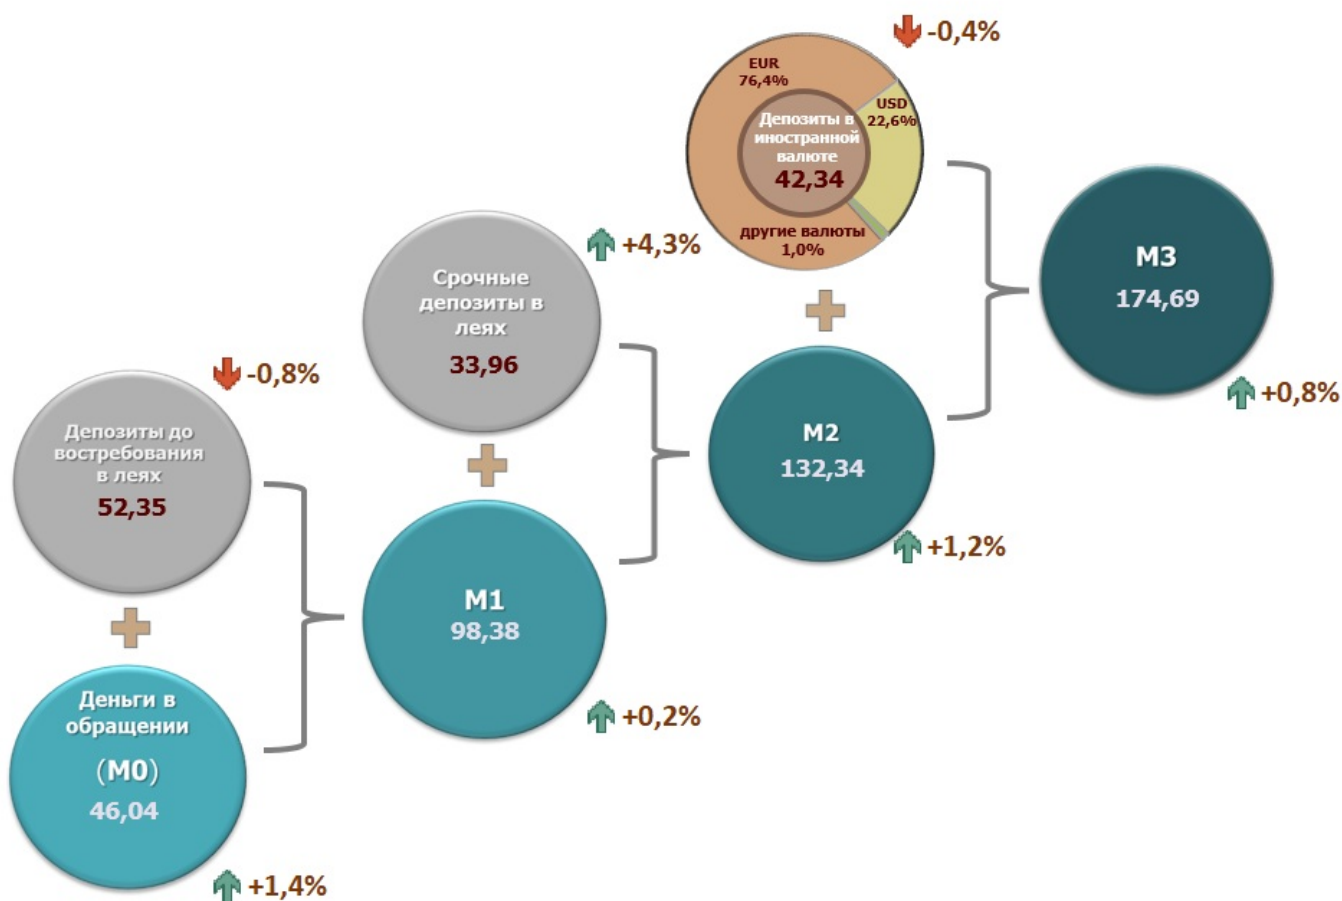 -0,8%
Депозиты до
востребования
в леях
52,35
Деньги в
обращении
(M0)
46,04
+1,4%
+4,3%
Срочные
депозиты в
леях
33,96
M1
98,38
+0,2%
-0,4%
EUR
76,4%
USD
22,6%
Депозиты в
иностранной
валюте
42,34
другие валюты
1,0%
M2
132,34
+1,2%
M3
174,69
+0,8%